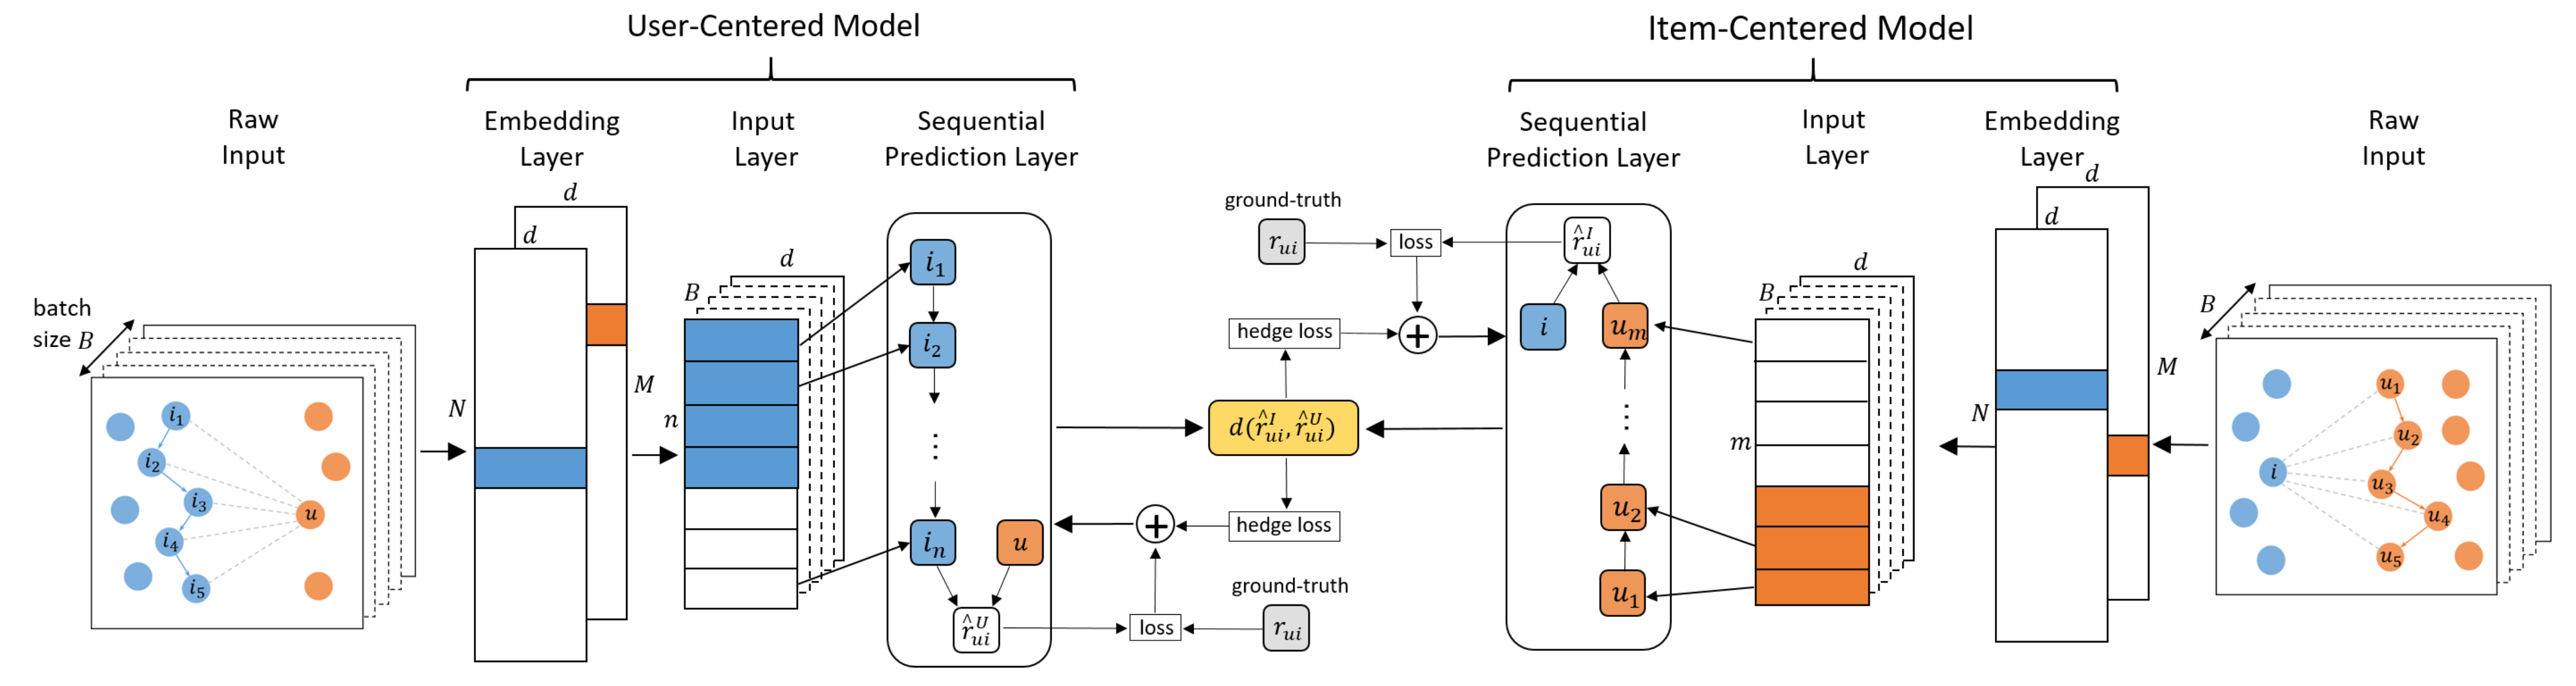 User-Centered Model
Item-Centered Model
Raw
Input
Embedding
Layer
Input
Layer
Sequential
Prediction Layer
Sequential
Prediction Layer
Input
Layer
Embedding
Layer
Raw
Input
batch
size B
i₁
i₂
i₃
i₄
i₅
u
d
d
N
M
d
B
n
i₁
i₂
⋮
iₙ
u
r̂ᵁᵤᵢ
ground-truth
rᵤᵢ
loss
hedge loss
+
d(r̂ᴵᵤᵢ, r̂ᵁᵤᵢ)
hedge loss
+
loss
ground-truth
rᵤᵢ
r̂ᴵᵤᵢ
i
uₘ
⋮
u₂
u₁
d
B
m
d
d
N
M
B
i
u₁
u₂
u₃
u₄
u₅